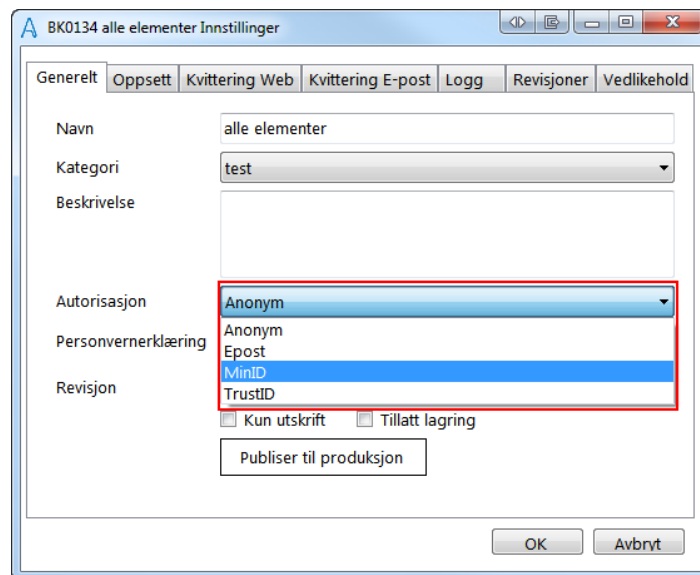 BK0134 alle elementer Innstillinger
Generelt Oppsett Kvittering Web Kvittering E-post Logg Revisjoner Vedlikehold
Navn alle elementer
Kategori test
Beskrivelse
Autorisasjon Anonym
Anonym
Personvernerklæring
Epost
MinID
Revisjon
TrustID
Kun utskrift Tillatt lagring
Publiser til produksjon
OK Avbryt